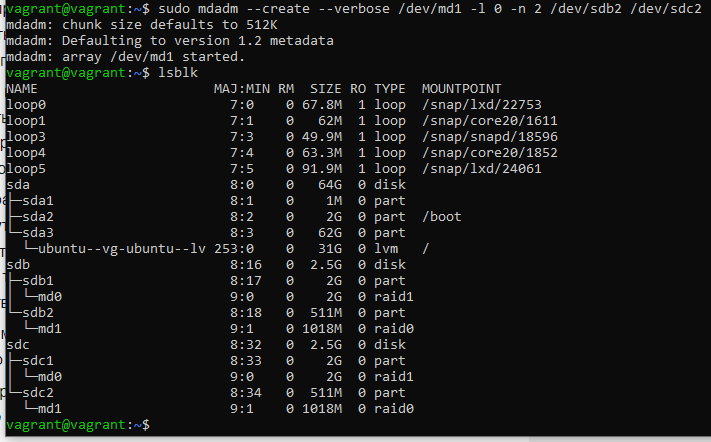 vagrant@vagrant:~$ sudo mdadm --create --verbose /dev/md1 -l 0 -n 2 /dev/sdb2 /dev/sdc2
mdadm: chunk size defaults to 512K
mdadm: Defaulting to version 1.2 metadata
mdadm: array /dev/md1 started.
vagrant@vagrant:~$ lsblk
NAME                      MAJ:MIN RM  SIZE RO TYPE  MOUNTPOINT
loop0                       7:0    0 67.8M  1 loop  /snap/lxd/22753
loop1                       7:1    0   62M  1 loop  /snap/core20/1611
loop3                       7:3    0 49.9M  1 loop  /snap/snapd/18596
loop4                       7:4    0 63.3M  1 loop  /snap/core20/1852
loop5                       7:5    0 91.9M  1 loop  /snap/lxd/24061
sda                         8:0    0   64G  0 disk
├─sda1                      8:1    0    1M  0 part
├─sda2                      8:2    0    2G  0 part  /boot
└─sda3                      8:3    0   62G  0 part
  └─ubuntu--vg-ubuntu--lv 253:0    0   31G  0 lvm   /
sdb                         8:16   0  2.5G  0 disk
├─sdb1                      8:17   0    2G  0 part
│ └─md0                     9:0    0    2G  0 raid1
└─sdb2                      8:18   0  511M  0 part
  └─md1                     9:1    0 1018M  0 raid0
sdc                         8:32   0  2.5G  0 disk
├─sdc1                      8:33   0    2G  0 part
│ └─md0                     9:0    0    2G  0 raid1
└─sdc2                      8:34   0  511M  0 part
  └─md1                     9:1    0 1018M  0 raid0
vagrant@vagrant:~$